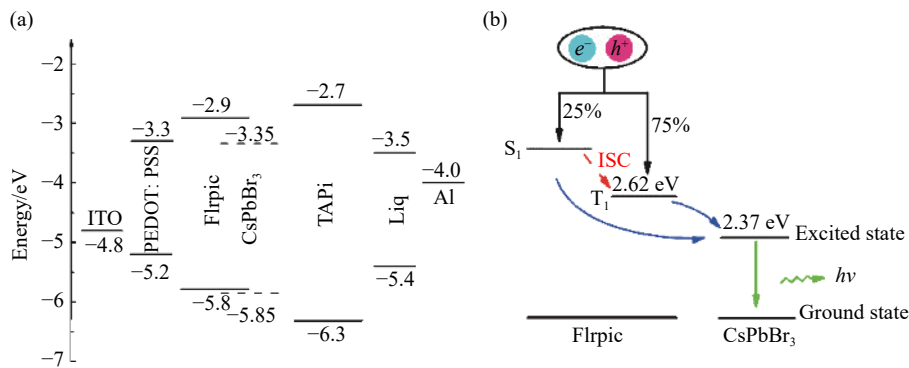 (a)
Energy/eV
−2
−3
−4
−5
−6
−7
ITO
−4.8
−3.3
PEDOT: PSS
−5.2
−2.9
FIrpic
−5.8
−3.35
CsPbBr3
−5.85
−2.7
TAPi
−6.3
−3.5
Liq
−5.4
−4.0
Al
(b)
e− h+
25%
75%
S1
ISC
T1
2.62 eV
2.37 eV
Excited state
hν
Ground state
FIrpic
CsPbBr3